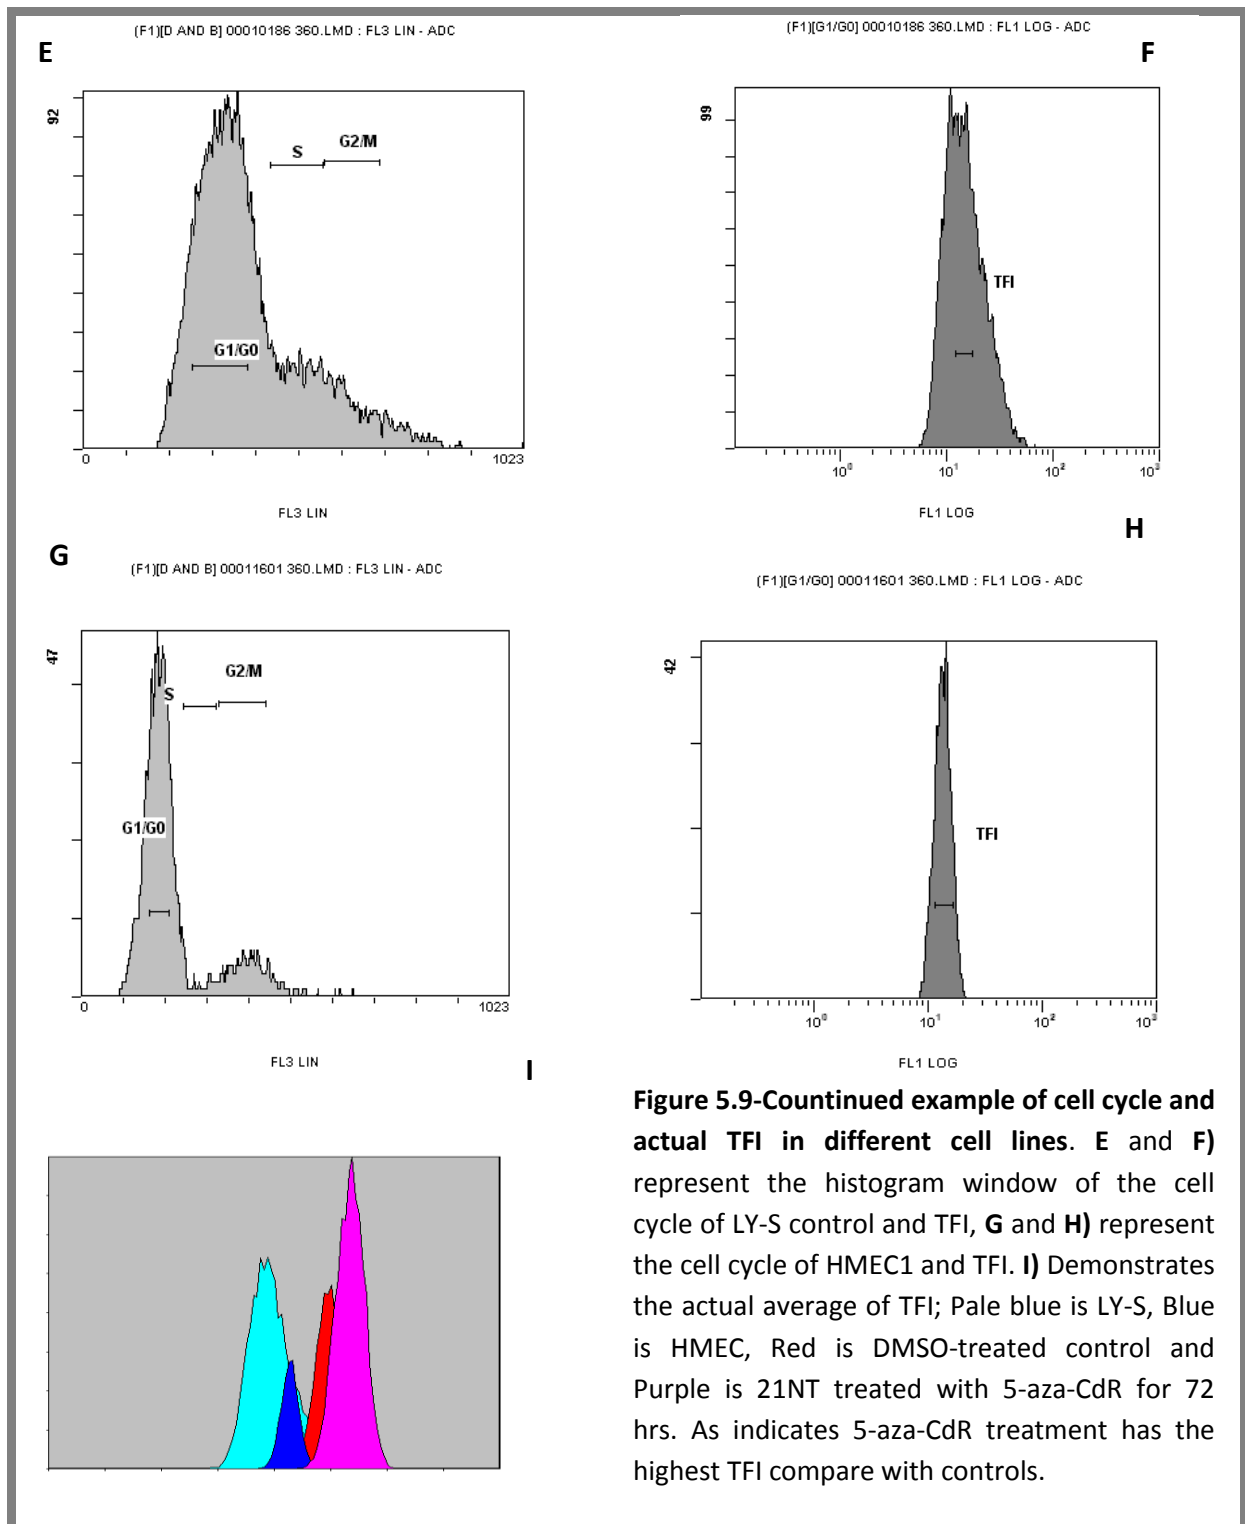 (F1)[D AND B] 00010186 360.LMD : FL3 LIN - ADC
E
92
S
G2/M
G1/G0
0
1023
FL3 LIN
(F1)[G1/G0] 00010186 360.LMD : FL1 LOG - ADC
F
99
TFI
10⁰
10¹
10²
10³
FL1 LOG
G
(F1)[D AND B] 00011601 360.LMD : FL3 LIN - ADC
47
S
G2/M
G1/G0
0
1023
FL3 LIN
H
(F1)[G1/G0] 00011601 360.LMD : FL1 LOG - ADC
42
TFI
10⁰
10¹
10²
10³
FL1 LOG
I
Figure 5.9-Countinued example of cell cycle and
actual TFI in different cell lines. E and F)
represent the histogram window of the cell
cycle of LY-S control and TFI, G and H) represent
the cell cycle of HMEC1 and TFI. I) Demonstrates
the actual average of TFI; Pale blue is LY-S, Blue
is HMEC, Red is DMSO-treated control and
Purple is 21NT treated with 5-aza-CdR for 72
hrs. As indicates 5-aza-CdR treatment has the
highest TFI compare with controls.